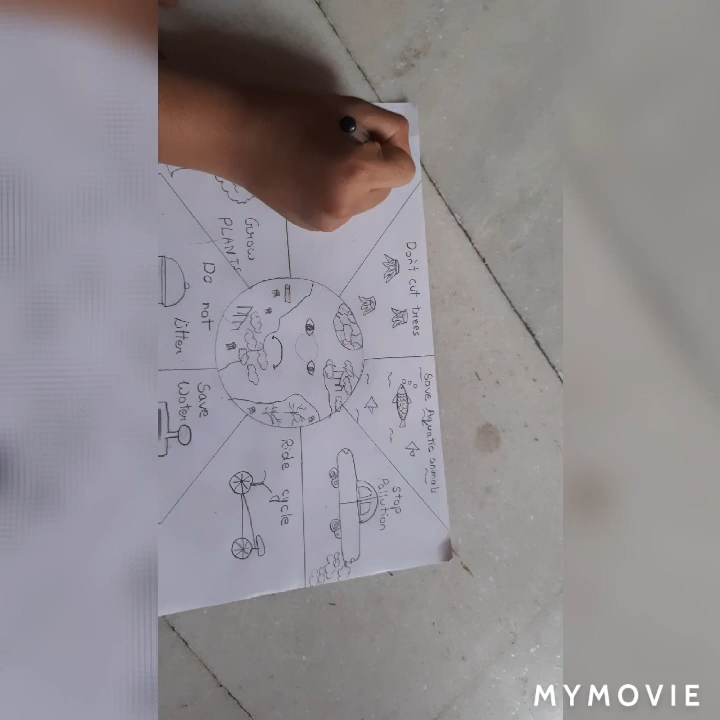 Don't cut trees
Save Aquatic animals
Stop
Pollution
Ride cycle
Save
Water
Do not
litter
Grow
PLANTS
MYMOVIE